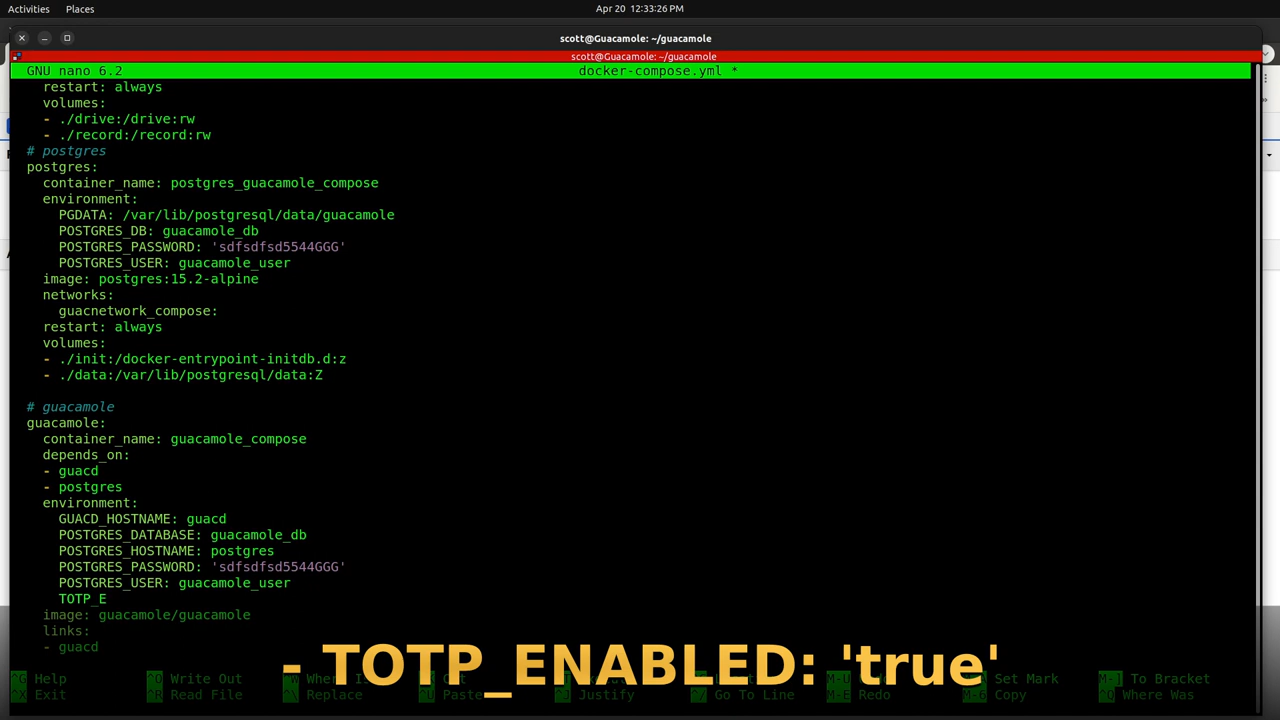 Activities Places Apr 20 12:33:26 PM
scott@Guacamole: ~/guacamole
scott@Guacamole: ~/guacamole
GNU nano 6.2 docker-compose.yml *
restart: always
volumes:
- ./drive:/drive:rw
- ./record:/record:rw
# postgres
postgres:
container_name: postgres_guacamole_compose
environment:
PGDATA: /var/lib/postgresql/data/guacamole
POSTGRES_DB: guacamole_db
POSTGRES_PASSWORD: 'sdfsdfsd5544GGG'
POSTGRES_USER: guacamole_user
image: postgres:15.2-alpine
networks:
guacnetwork_compose:
restart: always
volumes:
- ./init:/docker-entrypoint-initdb.d:z
- ./data:/var/lib/postgresql/data:Z
# guacamole
guacamole:
container_name: guacamole_compose
depends_on:
- guacd
- postgres
environment:
GUACD_HOSTNAME: guacd
POSTGRES_DATABASE: guacamole_db
POSTGRES_HOSTNAME: postgres
POSTGRES_PASSWORD: 'sdfsdfsd5544GGG'
POSTGRES_USER: guacamole_user
TOTP_E
image: guacamole/guacamole
links:
- guacd
- TOTP_ENABLED: 'true'
^G Help ^O Write Out Set Mark M-] To Bracket
^X Exit ^R Read File ^\ Replace ^U Paste ^J Justify ^/ Go To Line M-E Redo M-6 Copy ^Q Where Was